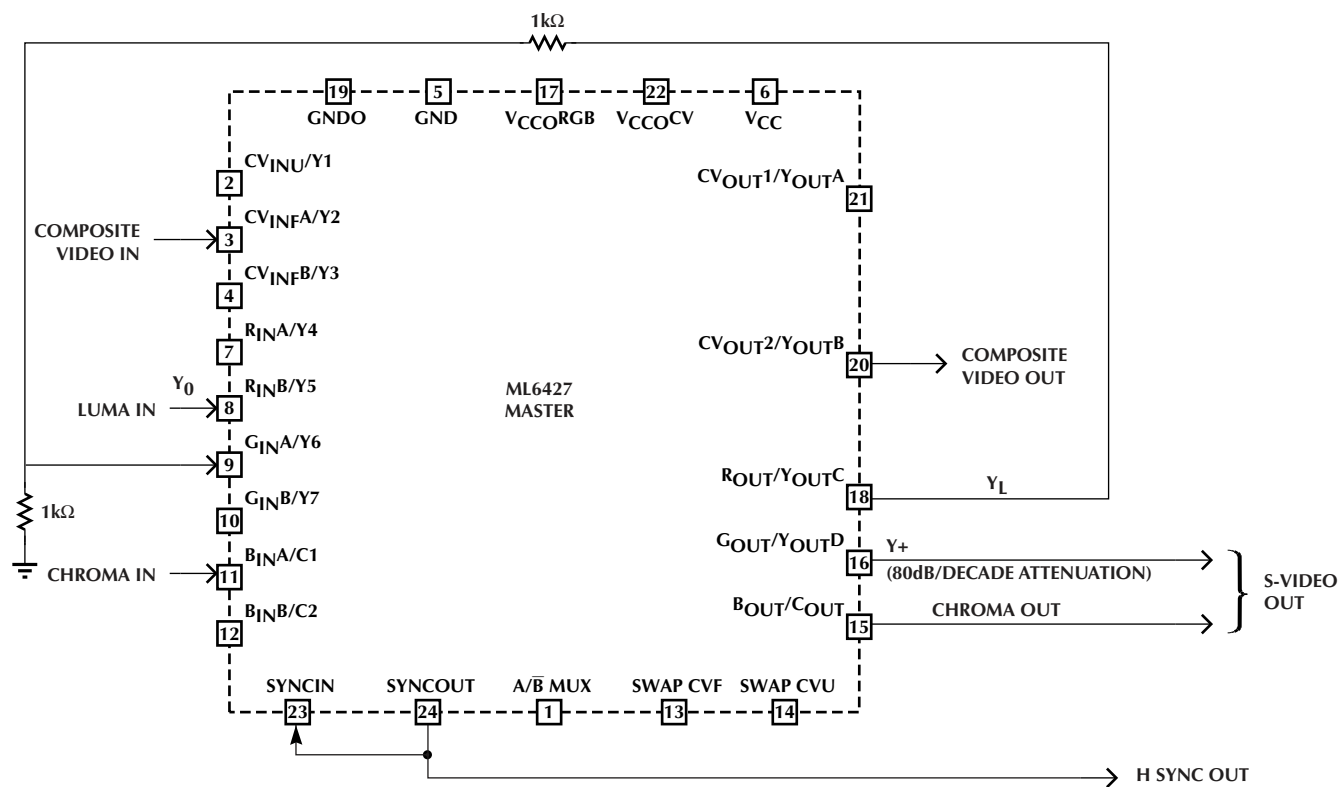 1kΩ
19
5
17
22
6
GNDO
GND
VCCORGB
VCCOCV
VCC
CVINU/Y1
2
CVOUT1/YOUTA
21
COMPOSITE
VIDEO IN
CVINFA/Y2
3
CVINFB/Y3
4
RINA/Y4
7
CVOUT2/YOUTB
20
COMPOSITE
VIDEO OUT
LUMA IN
Y0
RINB/Y5
8
ML6427
MASTER
GINA/Y6
9
ROUT/YOUTC
18
YL
1kΩ
GINB/Y7
10
GOUT/YOUTD
16
Y+
(80dB/DECADE ATTENUATION)
CHROMA IN
BINA/C1
11
S-VIDEO
OUT
BOUT/COUT
15
CHROMA OUT
BINB/C2
12
SYNCIN
SYNCOUT
A/B̅ MUX
SWAP CVF
SWAP CVU
23
24
1
13
14
H SYNC OUT